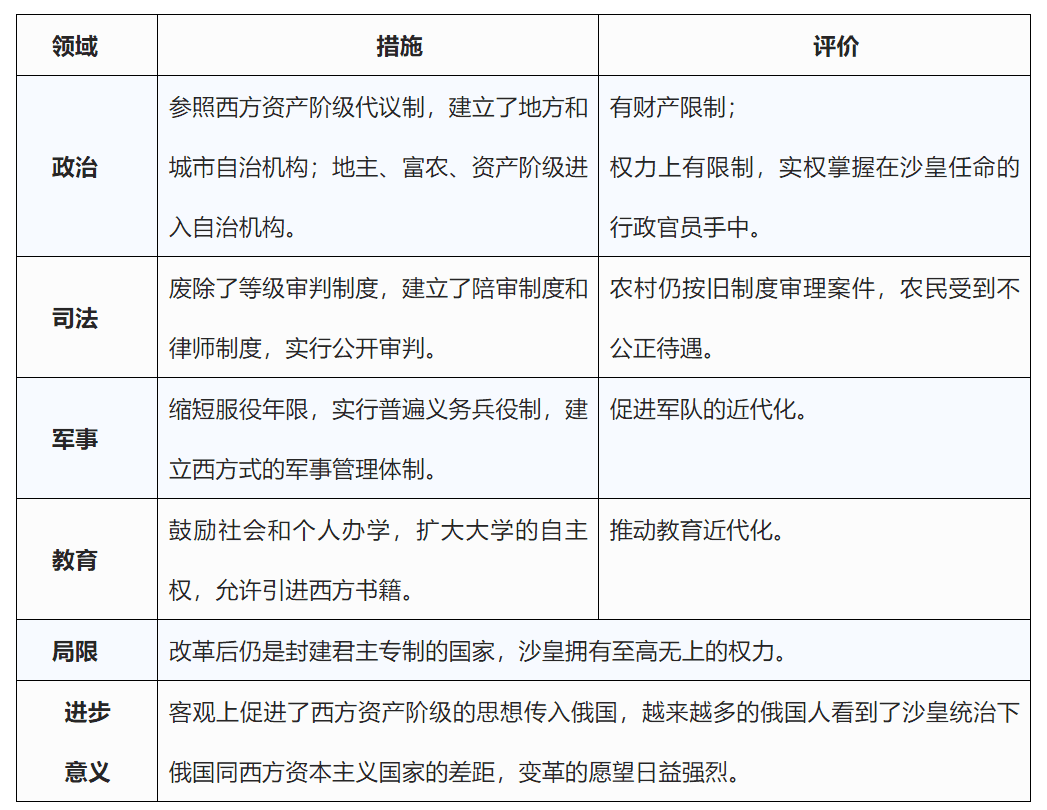 领域 措施 评价
政治
参照西方资产阶级代议制，建立了地方和
城市自治机构；地主、富农、资产阶级进
入自治机构。
有财产限制；
权力上有限制，实权掌握在沙皇任命的
行政官员手中。
司法
废除了等级审判制度，建立了陪审制度和
律师制度，实行公开审判。
农村仍按旧制度审理案件，农民受到不
公正待遇。
军事
缩短服役年限，实行普遍义务兵役制，建
立西方式的军事管理体制。
促进军队的近代化。
教育
鼓励社会和个人办学，扩大大学的自主
权，允许引进西方书籍。
推动教育近代化。
局限
改革后仍是封建君主专制的国家，沙皇拥有至高无上的权力。
进步
意义
客观上促进了西方资产阶级的思想传入俄国，越来越多的俄国人看到了沙皇统治下
俄国同西方资本主义国家的差距，变革的愿望日益强烈。